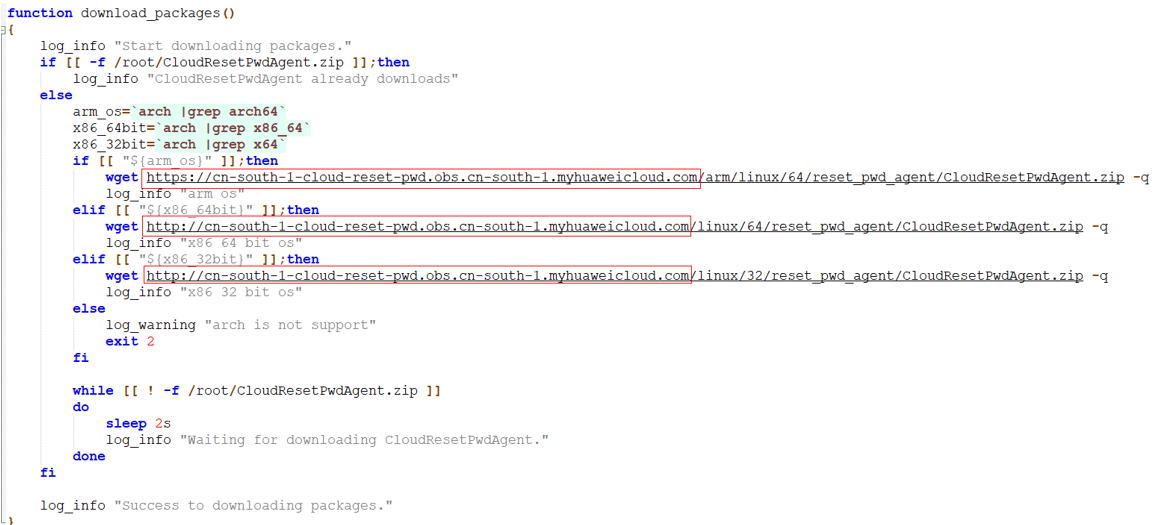 function download_packages()
{
log_info "Start downloading packages."
if [[ -f /root/CloudResetPwdAgent.zip ]];then
log_info "CloudResetPwdAgent already downloads"
else
arm_os=`arch |grep arch64`
x86_64bit=`arch |grep x86_64`
x86_32bit=`arch |grep x64`
if [[ "${arm_os}" ]];then
wget https://cn-south-1-cloud-reset-pwd.obs.cn-south-1.myhuaweicloud.com/arm/linux/64/reset_pwd_agent/CloudResetPwdAgent.zip -q
log_info "arm os"
elif [[ "${x86_64bit}" ]];then
wget http://cn-south-1-cloud-reset-pwd.obs.cn-south-1.myhuaweicloud.com/linux/64/reset_pwd_agent/CloudResetPwdAgent.zip -q
log_info "x86 64 bit os"
elif [[ "${x86_32bit}" ]];then
wget http://cn-south-1-cloud-reset-pwd.obs.cn-south-1.myhuaweicloud.com/linux/32/reset_pwd_agent/CloudResetPwdAgent.zip -q
log_info "x86 32 bit os"
else
log_warning "arch is not support"
exit 2
fi
while [[ ! -f /root/CloudResetPwdAgent.zip ]]
do
sleep 2s
log_info "Waiting for downloading CloudResetPwdAgent."
done
fi
log_info "Success to downloading packages."
}